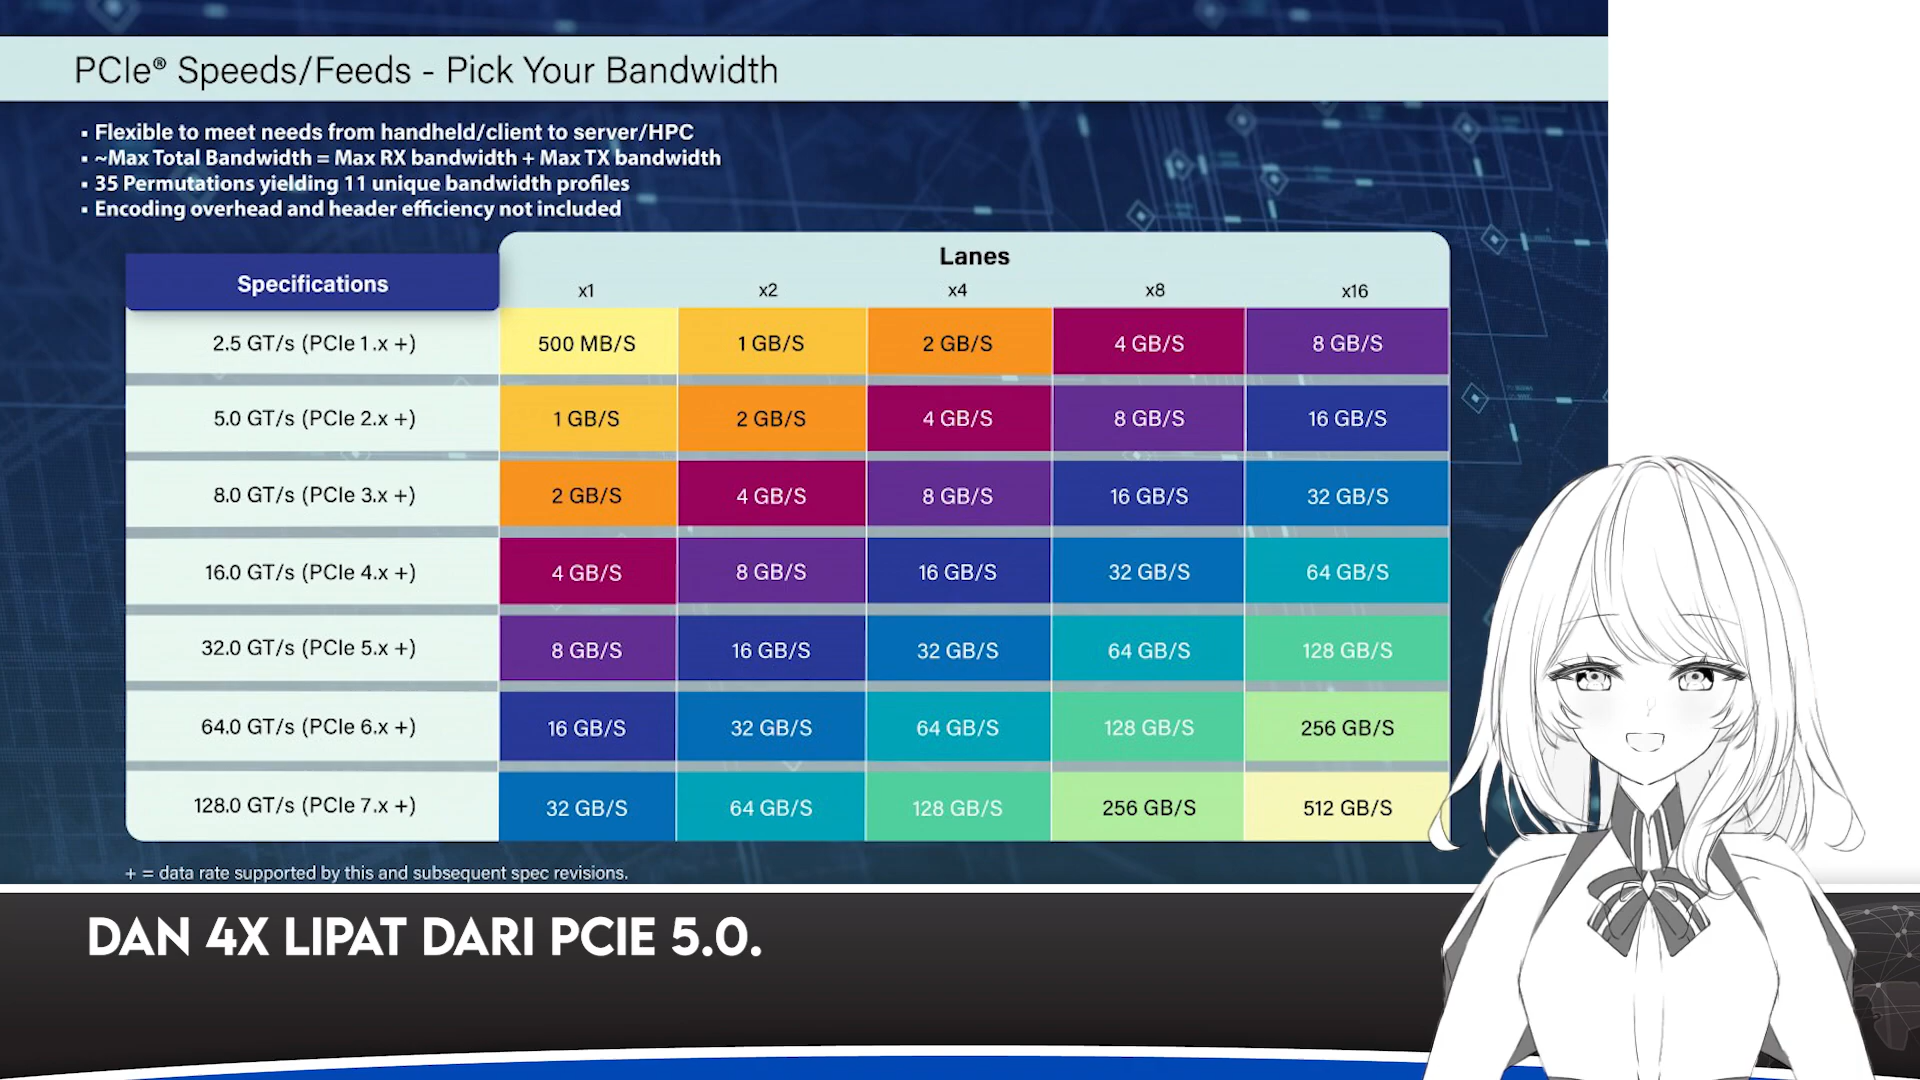 PCIe® Speeds/Feeds - Pick Your Bandwidth
▪ Flexible to meet needs from handheld/client to server/HPC
▪ ~Max Total Bandwidth = Max RX bandwidth + Max TX bandwidth
▪ 35 Permutations yielding 11 unique bandwidth profiles
▪ Encoding overhead and header efficiency not included
Lanes
Specifications x1 x2 x4 x8 x16
2.5 GT/s (PCIe 1.x +) 500 MB/S 1 GB/S 2 GB/S 4 GB/S 8 GB/S
5.0 GT/s (PCIe 2.x +) 1 GB/S 2 GB/S 4 GB/S 8 GB/S 16 GB/S
8.0 GT/s (PCIe 3.x +) 2 GB/S 4 GB/S 8 GB/S 16 GB/S 32 GB/S
16.0 GT/s (PCIe 4.x +) 4 GB/S 8 GB/S 16 GB/S 32 GB/S 64 GB/S
32.0 GT/s (PCIe 5.x +) 8 GB/S 16 GB/S 32 GB/S 64 GB/S 128 GB/S
64.0 GT/s (PCIe 6.x +) 16 GB/S 32 GB/S 64 GB/S 128 GB/S 256 GB/S
128.0 GT/s (PCIe 7.x +) 32 GB/S 64 GB/S 128 GB/S 256 GB/S 512 GB/S
+ = data rate supported by this and subsequent spec revisions.
DAN 4X LIPAT DARI PCIE 5.0.